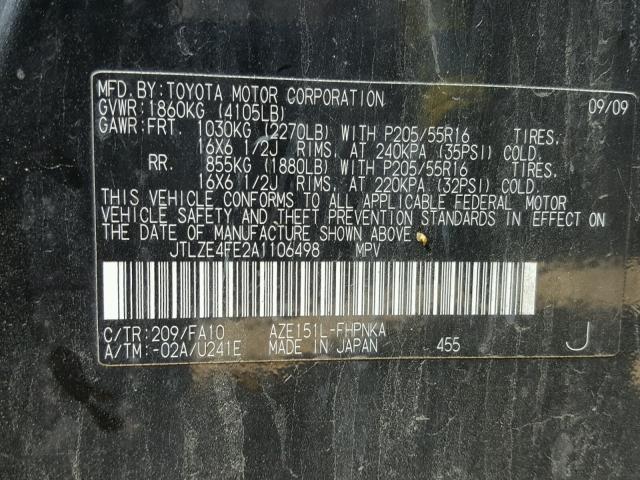 MFD. BY: TOYOTA MOTOR CORPORATION 09/09
GVWR: 1860KG (4105LB)
GAWR: FRT. 1030KG (2270LB) WITH P205/55R16 TIRES,
16X6 1/2J RIMS, AT 240KPA (35PSI) COLD.
RR. 855KG (1880LB) WITH P205/55R16 TIRES,
16X6 1/2J RIMS, AT 220KPA (32PSI) COLD.
THIS VEHICLE CONFORMS TO ALL APPLICABLE FEDERAL MOTOR
VEHICLE SAFETY AND THEFT PREVENTION STANDARDS IN EFFECT ON
THE DATE OF MANUFACTURE SHOWN ABOVE.
JTLZE4FE2A1106498 MPV
C/TR: 209/FA10 AZE151L-FHPNKA
A/TM: -02A/U241E MADE IN JAPAN 455 J